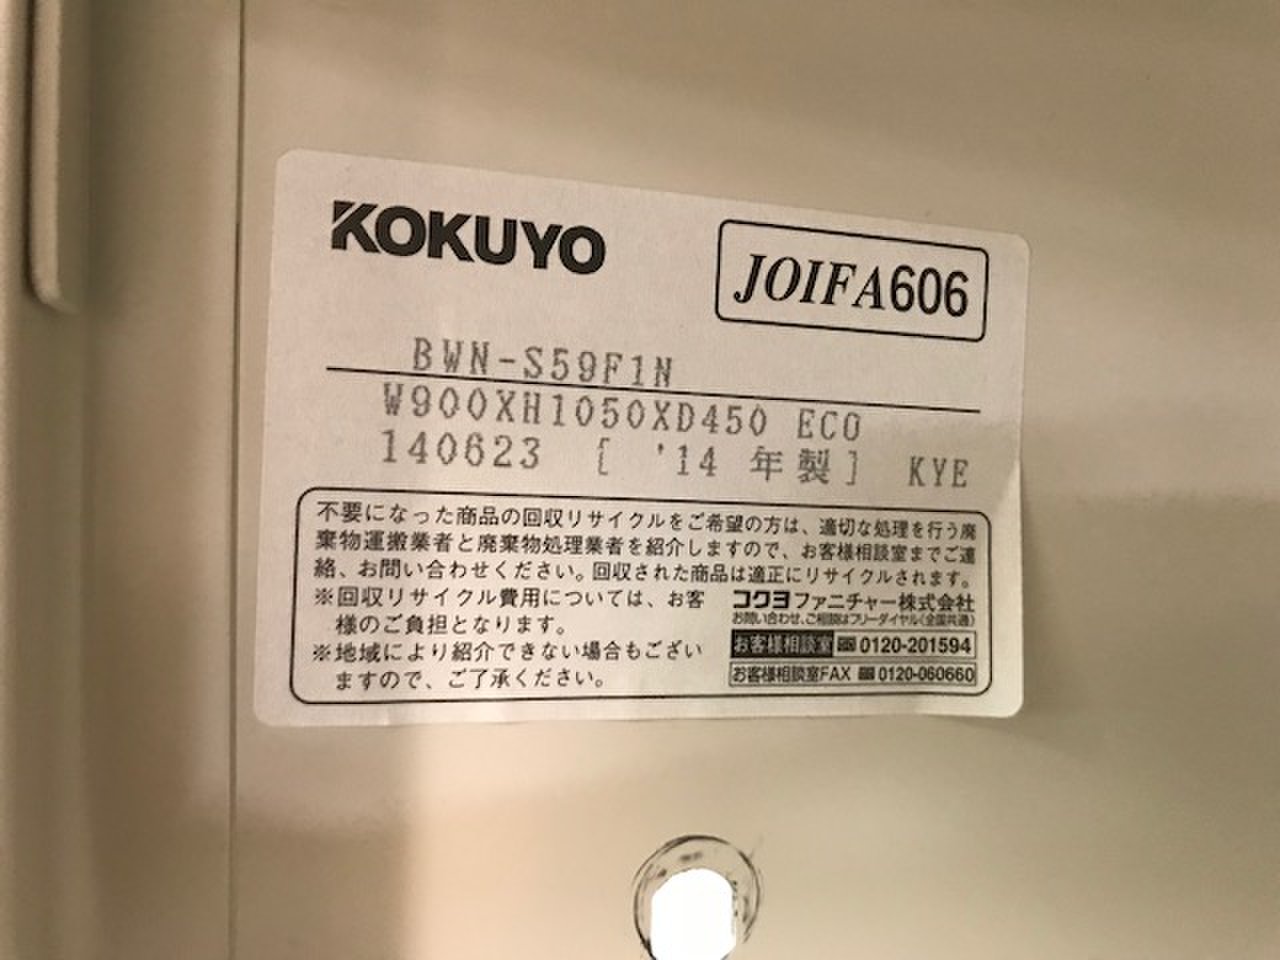 KOKUYO
JOIFA606
BWN-S59F1N
W900XH1050XD450 ECO
140623 [ '14 年製] KYE
不要になった商品の回収リサイクルをご希望の方は、適切な処理を行う廃
棄物運搬業者と廃棄物処理業者を紹介しますので、お客様相談室までご連
絡、お問い合わせください。回収された商品は適正にリサイクルされます。
※回収リサイクル費用については、お客
様のご負担となります。
※地域により紹介できない場合もござい
ますので、ご了承ください。
コクヨファニチャー株式会社
お問い合わせ、ご相談はフリーダイヤル(全国共通)
お客様相談室 0120-201594
お客様相談室FAX 0120-060660